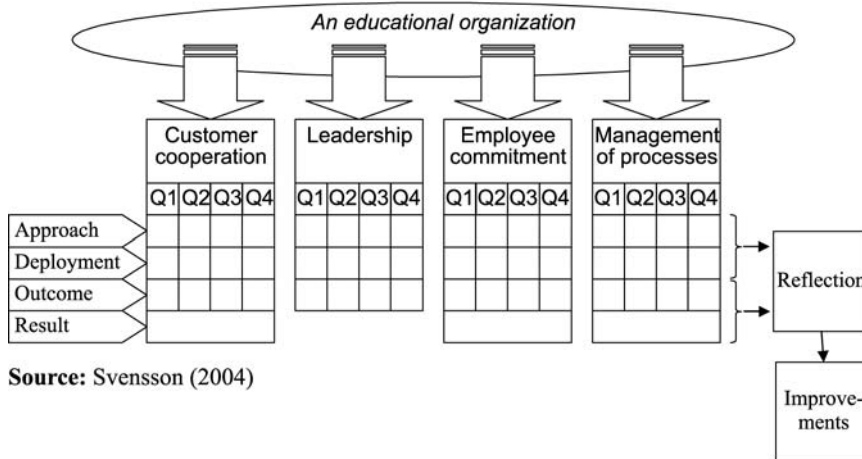 An educational organization
Customer
cooperation
Leadership
Employee
commitment
Management
of processes
Q1 Q2 Q3 Q4
Q1 Q2 Q3 Q4
Q1 Q2 Q3 Q4
Q1 Q2 Q3 Q4
Approach
Deployment
Outcome
Result
Reflection
Improve-
ments
Source: Svensson (2004)